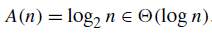 A(n) = log₂ n ∈ Θ(log n).